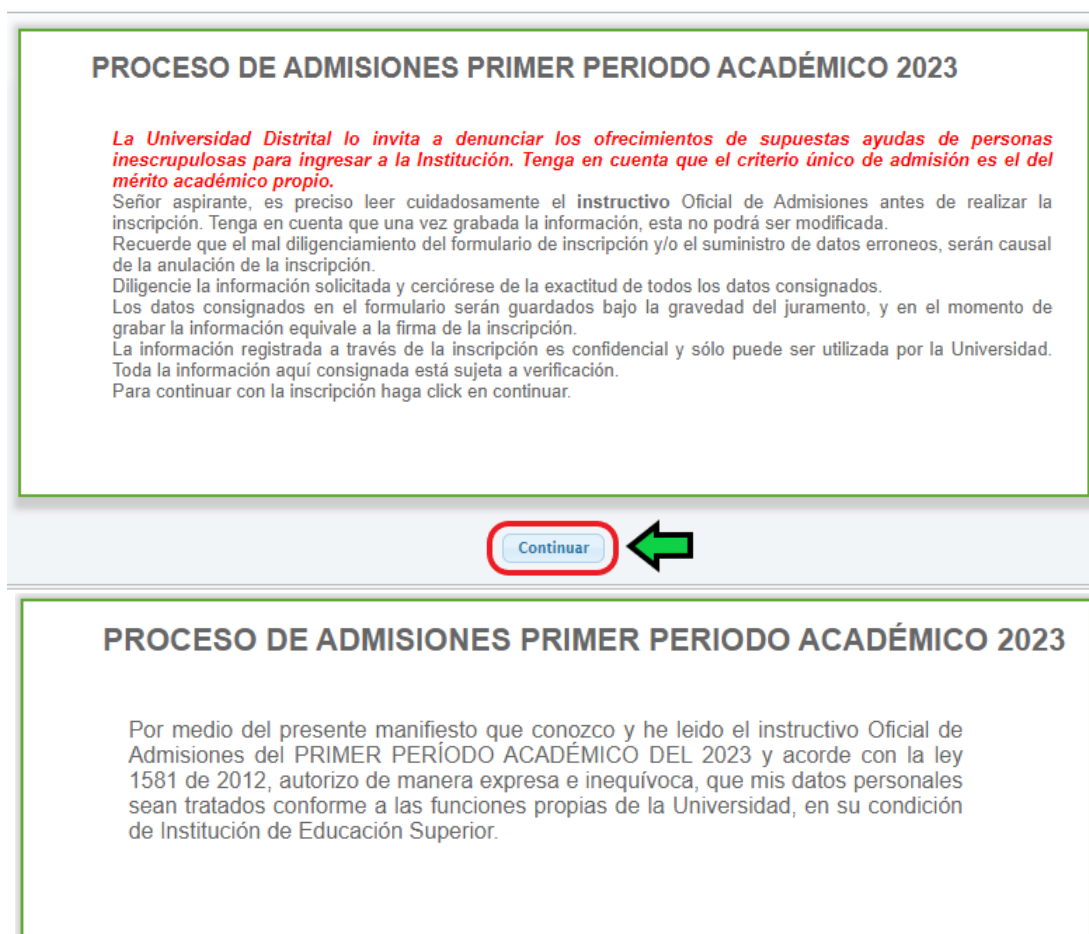 PROCESO DE ADMISIONES PRIMER PERIODO ACADÉMICO 2023
La Universidad Distrital lo invita a denunciar los ofrecimientos de supuestas ayudas de personas
inescrupulosas para ingresar a la Institución. Tenga en cuenta que el criterio único de admisión es el del
mérito académico propio.
Señor aspirante, es preciso leer cuidadosamente el instructivo Oficial de Admisiones antes de realizar la
inscripción. Tenga en cuenta que una vez grabada la información, esta no podrá ser modificada.
Recuerde que el mal diligenciamiento del formulario de inscripción y/o el suministro de datos erroneos, serán causal
de la anulación de la inscripción.
Diligencie la información solicitada y cerciórese de la exactitud de todos los datos consignados.
Los datos consignados en el formulario serán guardados bajo la gravedad del juramento, y en el momento de
grabar la información equivale a la firma de la inscripción.
La información registrada a través de la inscripción es confidencial y sólo puede ser utilizada por la Universidad.
Toda la información aquí consignada está sujeta a verificación.
Para continuar con la inscripción haga click en continuar.
Continuar
PROCESO DE ADMISIONES PRIMER PERIODO ACADÉMICO 2023
Por medio del presente manifiesto que conozco y he leido el instructivo Oficial de
Admisiones del PRIMER PERÍODO ACADÉMICO DEL 2023 y acorde con la ley
1581 de 2012, autorizo de manera expresa e inequívoca, que mis datos personales
sean tratados conforme a las funciones propias de la Universidad, en su condición
de Institución de Educación Superior.